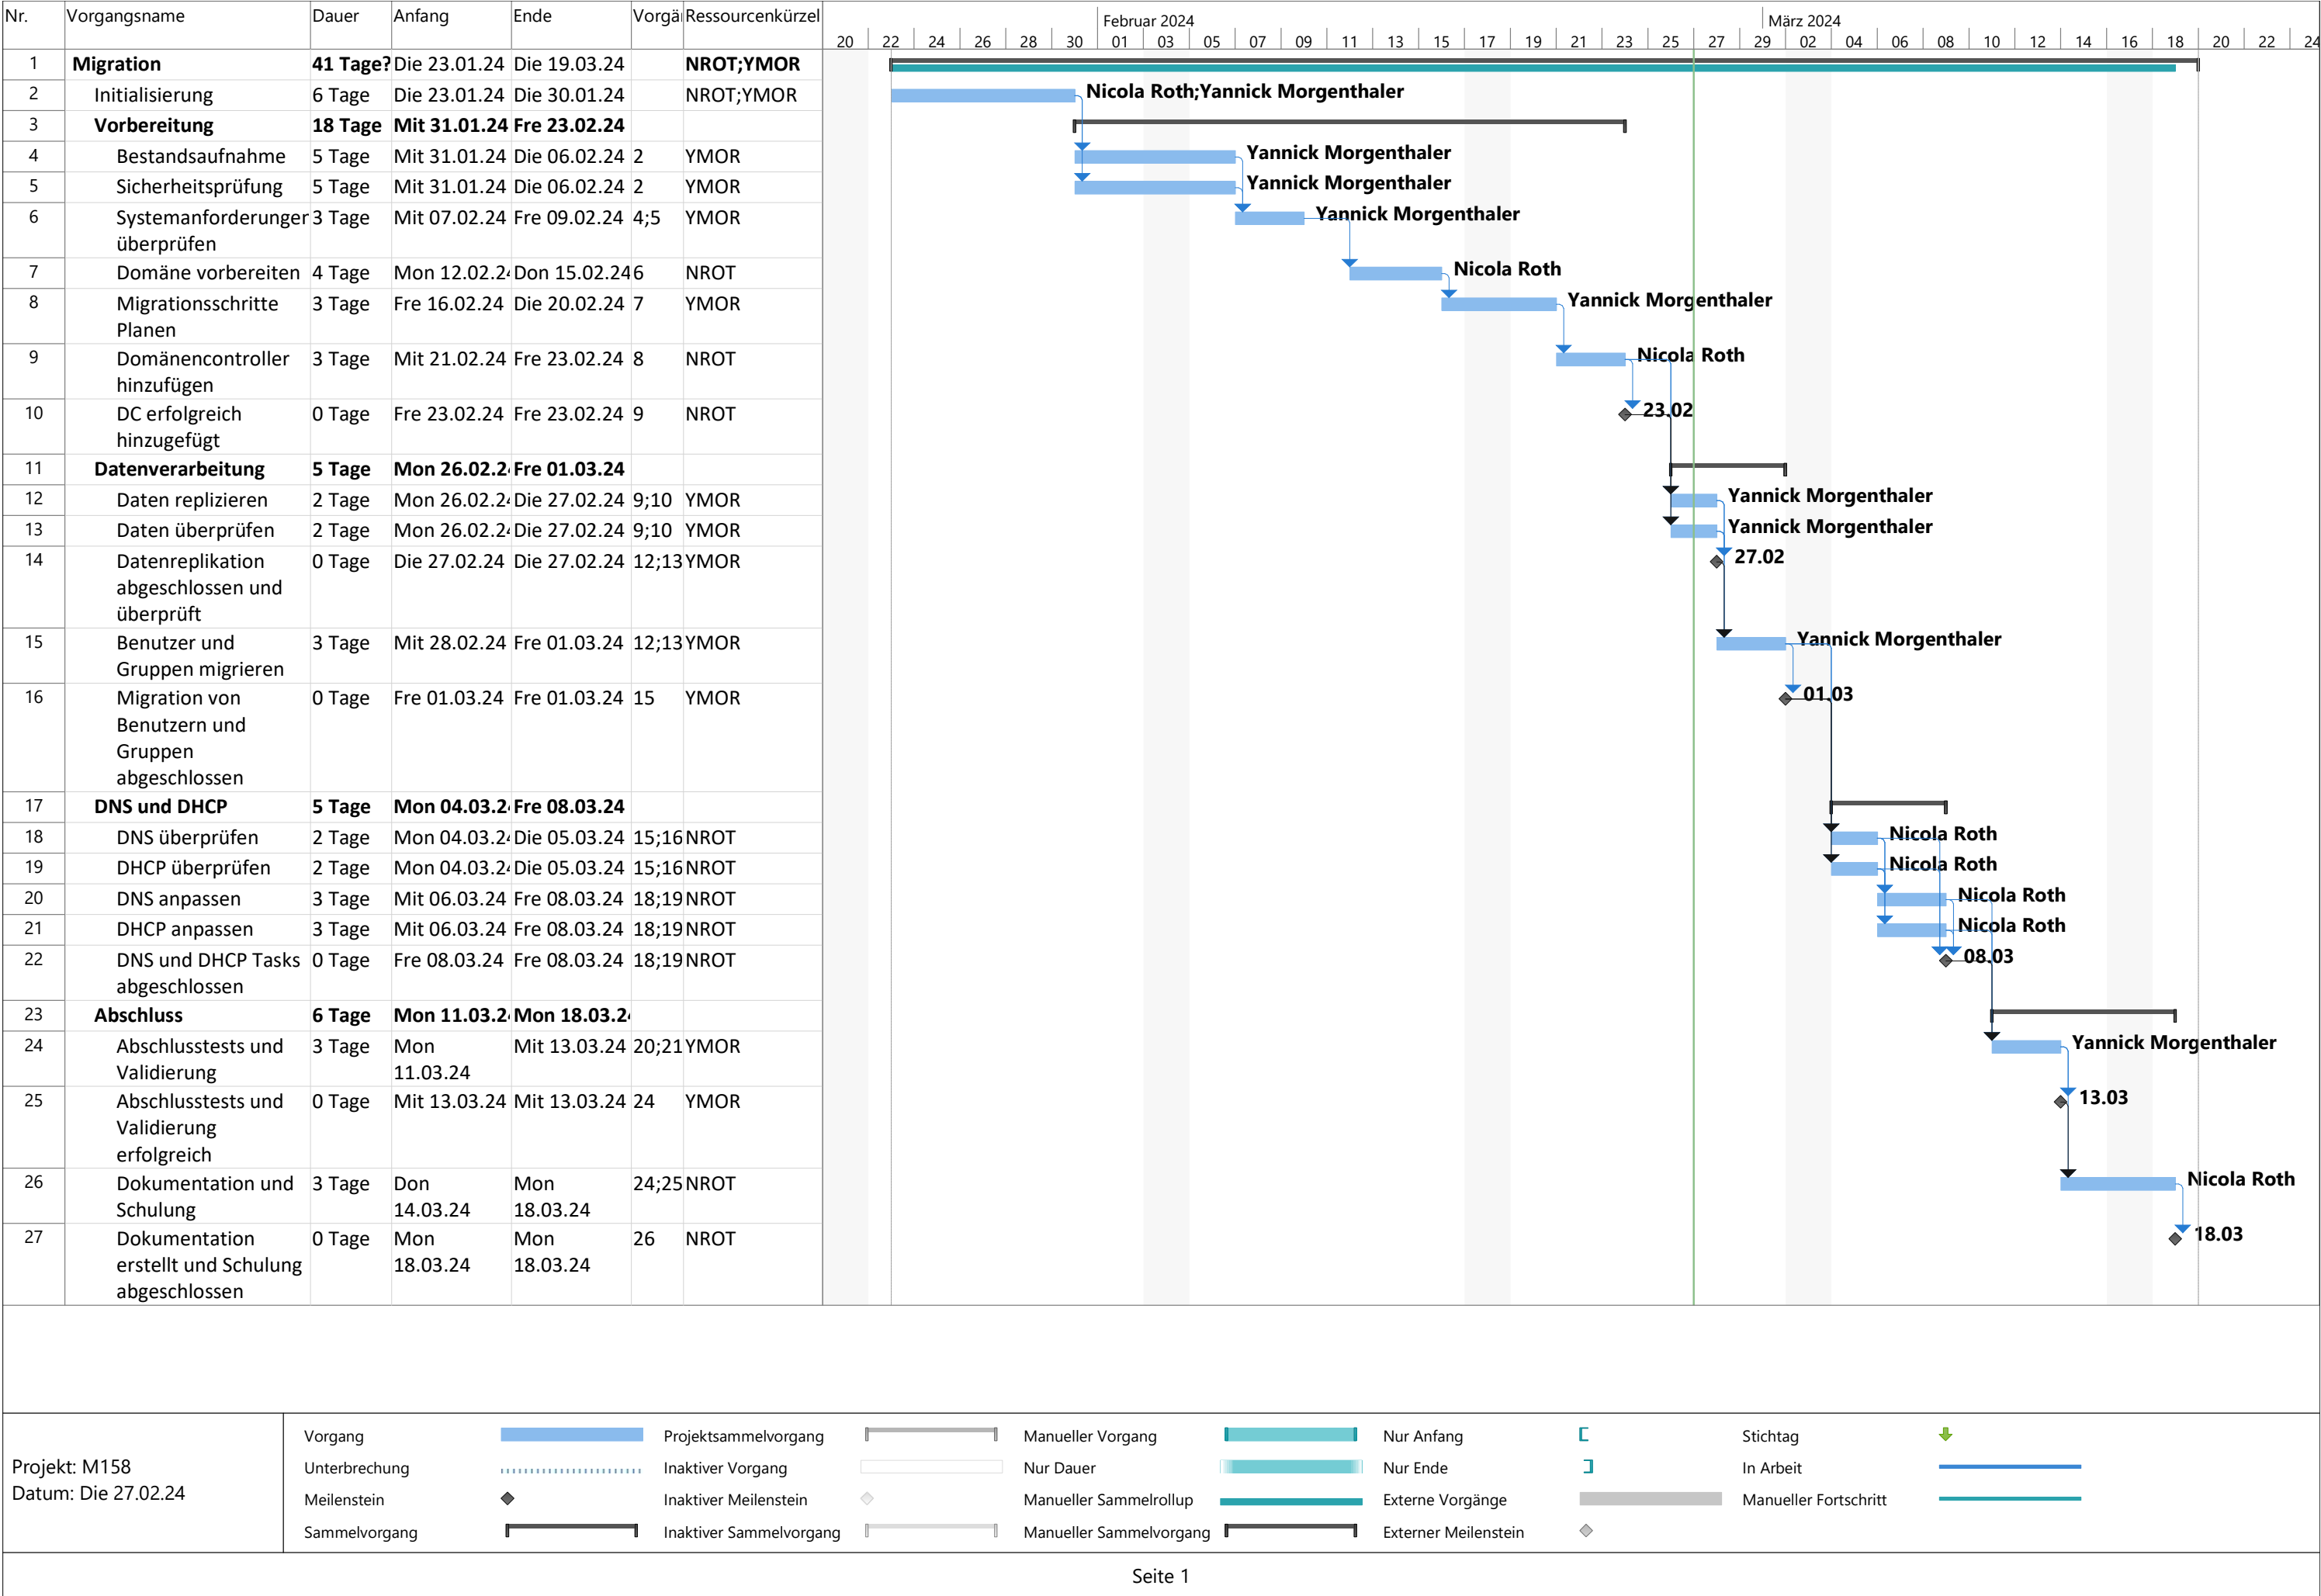 Nr. Vorgangsname Dauer Anfang Ende Vorgä Ressourcenkürzel
Februar 2024 März 2024
20 22 24 26 28 30 01 03 05 07 09 11 13 15 17 19 21 23 25 27 29 02 04 06 08 10 12 14 16 18 20 22 24
1 Migration 41 Tage? Die 23.01.24 Die 19.03.24 NROT;YMOR
2 Initialisierung 6 Tage Die 23.01.24 Die 30.01.24 NROT;YMOR Nicola Roth;Yannick Morgenthaler
3 Vorbereitung 18 Tage Mit 31.01.24 Fre 23.02.24
4 Bestandsaufnahme 5 Tage Mit 31.01.24 Die 06.02.24 2 YMOR Yannick Morgenthaler
5 Sicherheitsprüfung 5 Tage Mit 31.01.24 Die 06.02.24 2 YMOR Yannick Morgenthaler
6 Systemanforderunger 3 Tage Mit 07.02.24 Fre 09.02.24 4;5 YMOR Yannick Morgenthaler
überprüfen
7 Domäne vorbereiten 4 Tage Mon 12.02.24 Don 15.02.24 6 NROT Nicola Roth
8 Migrationsschritte 3 Tage Fre 16.02.24 Die 20.02.24 7 YMOR Yannick Morgenthaler
Planen
9 Domänencontroller 3 Tage Mit 21.02.24 Fre 23.02.24 8 NROT Nicola Roth
hinzufügen
10 DC erfolgreich 0 Tage Fre 23.02.24 Fre 23.02.24 9 NROT 23.02
hinzugefügt
11 Datenverarbeitung 5 Tage Mon 26.02.2 Fre 01.03.24
12 Daten replizieren 2 Tage Mon 26.02.24 Die 27.02.24 9;10 YMOR Yannick Morgenthaler
13 Daten überprüfen 2 Tage Mon 26.02.24 Die 27.02.24 9;10 YMOR Yannick Morgenthaler
14 Datenreplikation 0 Tage Die 27.02.24 Die 27.02.24 12;13 YMOR 27.02
abgeschlossen und
überprüft
15 Benutzer und 3 Tage Mit 28.02.24 Fre 01.03.24 12;13 YMOR Yannick Morgenthaler
Gruppen migrieren
16 Migration von 0 Tage Fre 01.03.24 Fre 01.03.24 15 YMOR 01.03
Benutzern und
Gruppen
abgeschlossen
17 DNS und DHCP 5 Tage Mon 04.03.2 Fre 08.03.24
18 DNS überprüfen 2 Tage Mon 04.03.24 Die 05.03.24 15;16 NROT Nicola Roth
19 DHCP überprüfen 2 Tage Mon 04.03.24 Die 05.03.24 15;16 NROT Nicola Roth
20 DNS anpassen 3 Tage Mit 06.03.24 Fre 08.03.24 18;19 NROT Nicola Roth
21 DHCP anpassen 3 Tage Mit 06.03.24 Fre 08.03.24 18;19 NROT Nicola Roth
22 DNS und DHCP Tasks 0 Tage Fre 08.03.24 Fre 08.03.24 18;19 NROT 08.03
abgeschlossen
23 Abschluss 6 Tage Mon 11.03.2 Mon 18.03.2
24 Abschlusstests und 3 Tage Mon Mit 13.03.24 20;21 YMOR Yannick Morgenthaler
Validierung 11.03.24
25 Abschlusstests und 0 Tage Mit 13.03.24 Mit 13.03.24 24 YMOR 13.03
Validierung
erfolgreich
26 Dokumentation und 3 Tage Don Mon 24;25 NROT Nicola Roth
Schulung 14.03.24 18.03.24
27 Dokumentation 0 Tage Mon Mon 26 NROT 18.03
erstellt und Schulung 18.03.24 18.03.24
abgeschlossen
Projekt: M158
Datum: Die 27.02.24
Vorgang Projektsammelvorgang Manueller Vorgang Nur Anfang Stichtag
Unterbrechung Inaktiver Vorgang Nur Dauer Nur Ende In Arbeit
Meilenstein Inaktiver Meilenstein Manueller Sammelrollup Externe Vorgänge Manueller Fortschritt
Sammelvorgang Inaktiver Sammelvorgang Manueller Sammelvorgang Externer Meilenstein
Seite 1